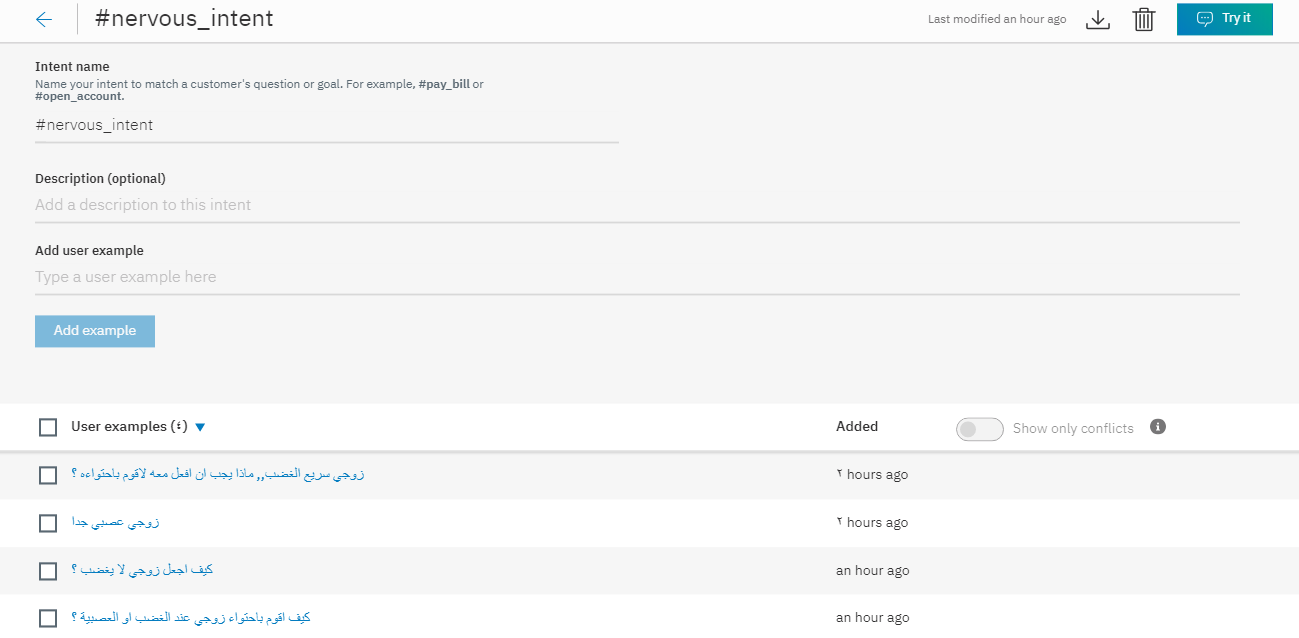 #nervous_intent
Last modified an hour ago
Try it
Intent name
Name your intent to match a customer's question or goal. For example, #pay_bill or
#open_account.
#nervous_intent
Description (optional)
Add a description to this intent
Add user example
Type a user example here
Add example
User examples (٤) ▼
Added
Show only conflicts
زوجي سريع الغضب,, ماذا يجب ان افعل معه لاقوم باحتواءه ؟
٢ hours ago
زوجي عصبي جدا
٢ hours ago
كيف اجعل زوجي لا يغضب ؟
an hour ago
كيف اقوم باحتواء زوجي عند الغضب او العصبية ؟
an hour ago